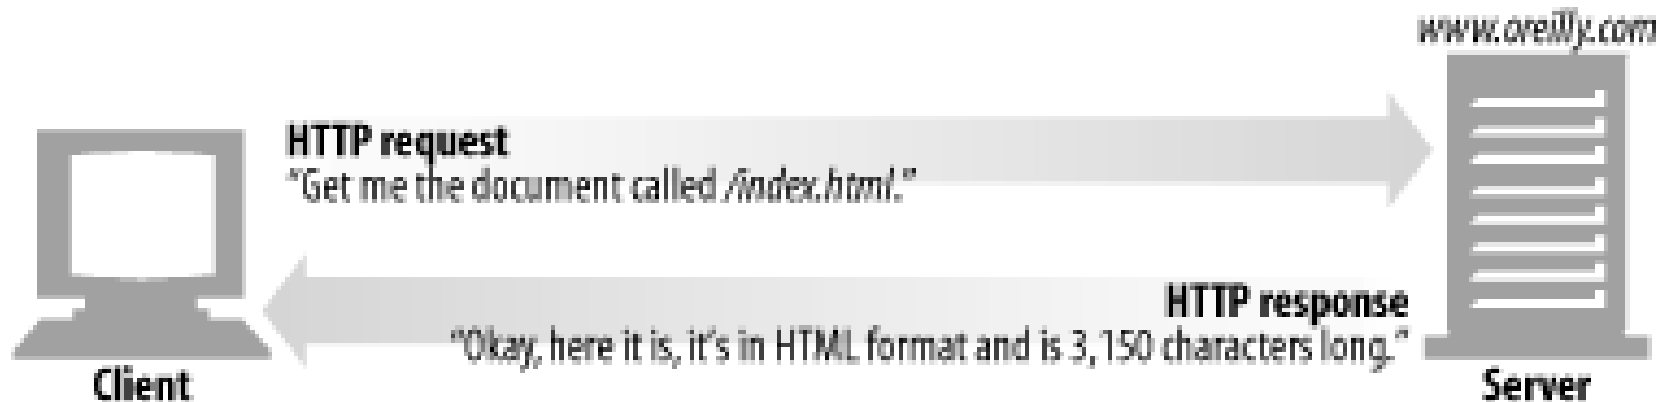 www.oreilly.com
HTTP request
“Get me the document called /index.html.”
HTTP response
“Okay, here it is, it’s in HTML format and is 3,150 characters long.”
Client
Server